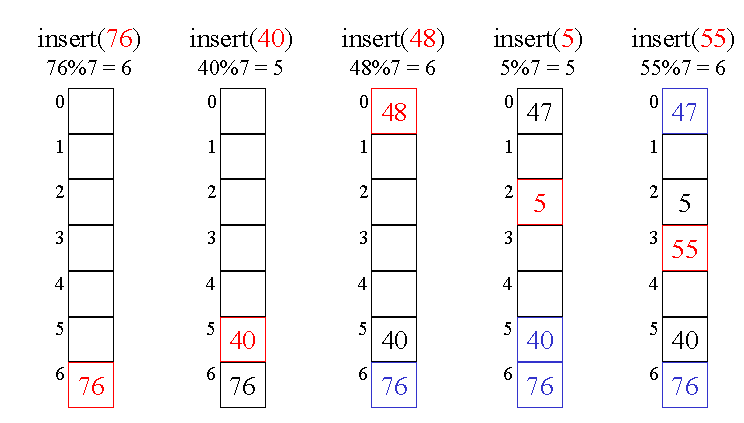 insert(76) insert(40) insert(48) insert(5) insert(55)
76%7 = 6 40%7 = 5 48%7 = 6 5%7 = 5 55%7 = 6
0 0 0 48 0 47 0 47
1 1 1 1 1
2 2 2 2 5 2 5
3 3 3 3 3 55
4 4 4 4 4
5 5 40 5 40 5 40 5 40
6 76 6 76 6 76 6 76 6 76